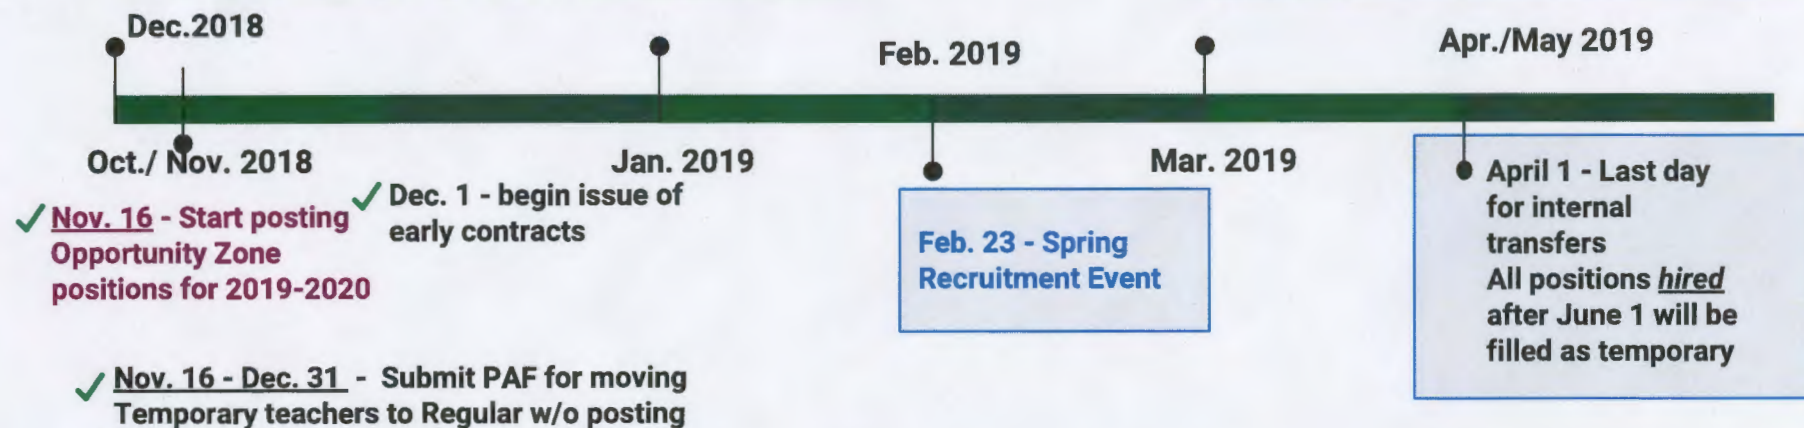 Dec.2018
Feb. 2019
Apr./May 2019
Oct./ Nov. 2018
Jan. 2019
Mar. 2019
Nov. 16 - Start posting
Opportunity Zone
positions for 2019-2020
Dec. 1 - begin issue of
early contracts
Feb. 23 - Spring
Recruitment Event
April 1 - Last day
for internal
transfers
All positions hired
after June 1 will be
filled as temporary
Nov. 16 - Dec. 31 - Submit PAF for moving
Temporary teachers to Regular w/o posting